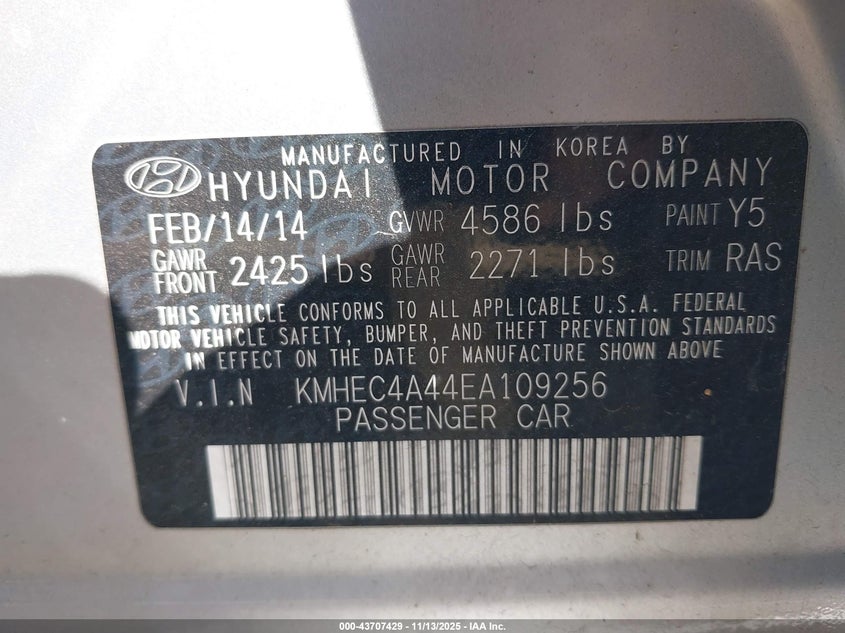 MANUFACTURED IN KOREA BY
HYUNDAI MOTOR COMPANY
FEB/14/14 GVWR 4586 lbs PAINT Y5
GAWR FRONT 2425 lbs GAWR REAR 2271 lbs TRIM RAS
THIS VEHICLE CONFORMS TO ALL APPLICABLE U.S.A. FEDERAL
MOTOR VEHICLE SAFETY, BUMPER, AND THEFT PREVENTION STANDARDS
IN EFFECT ON THE DATE OF MANUFACTURE SHOWN ABOVE
V.I.N KMHEC4A44EA109256
PASSENGER CAR
000-43707429 - 11/13/2025 - IAA Inc.